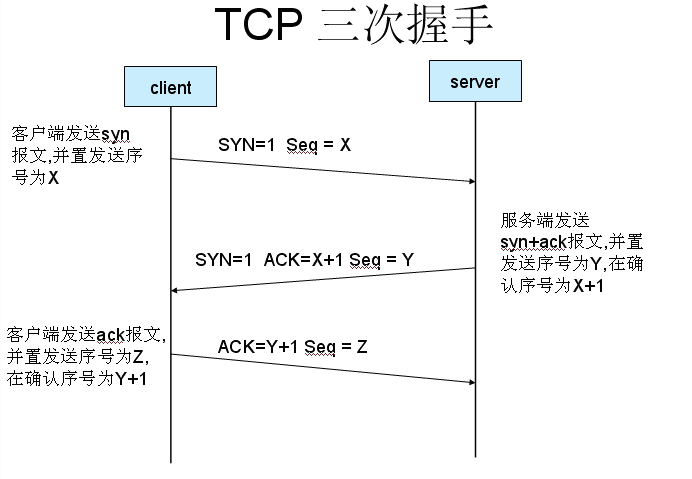 TCP 三次握手
client
server
客户端发送syn
报文,并置发送序
号为X
SYN=1 Seq = X
服务端发送
syn+ack报文,并置
发送序号为Y,在确
认序号为X+1
SYN=1 ACK=X+1 Seq = Y
客户端发送ack报文,
并置发送序号为Z,
在确认序号为Y+1
ACK=Y+1 Seq = Z